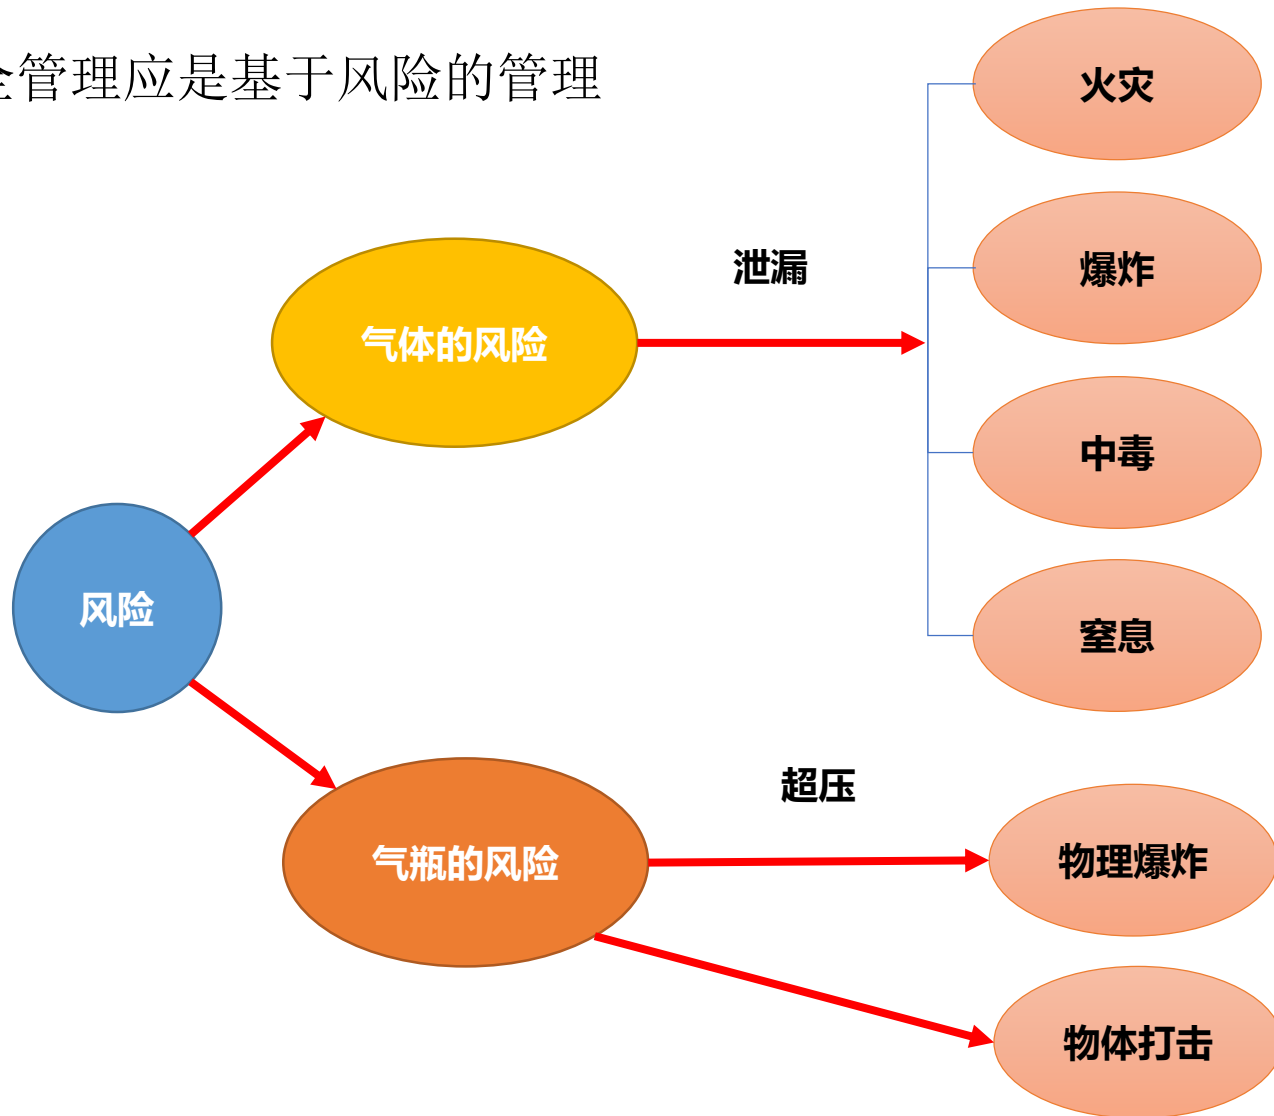 全管理应是基于风险的管理
火灾
爆炸
泄漏
气体的风险
中毒
风险
窒息
超压
气瓶的风险
物理爆炸
物体打击